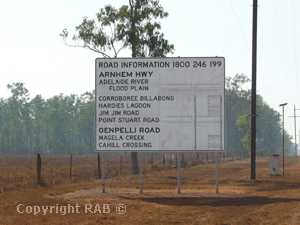 ROAD INFORMATION 1800 246 199
ARNHEM HWY
ADELAIDE RIVER
FLOOD PLAIN
CORROBOREE BILLABONG
HARDIES LAGOON
JIM JIM ROAD
POINT STUART ROAD
OENPELLI ROAD
MAGELA CREEK
CAHILL CROSSING
Copyright RAB ©